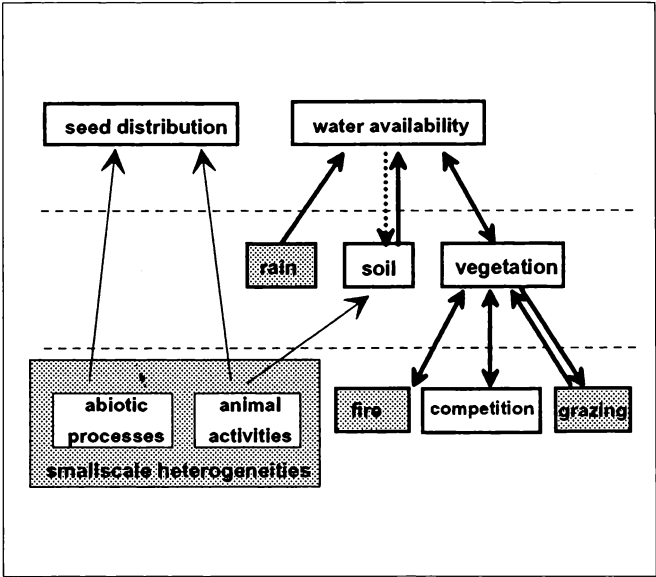 seed distribution
water availability
rain
soil
vegetation
abiotic
processes
animal
activities
smallscale heterogeneities
fire
competition
grazing